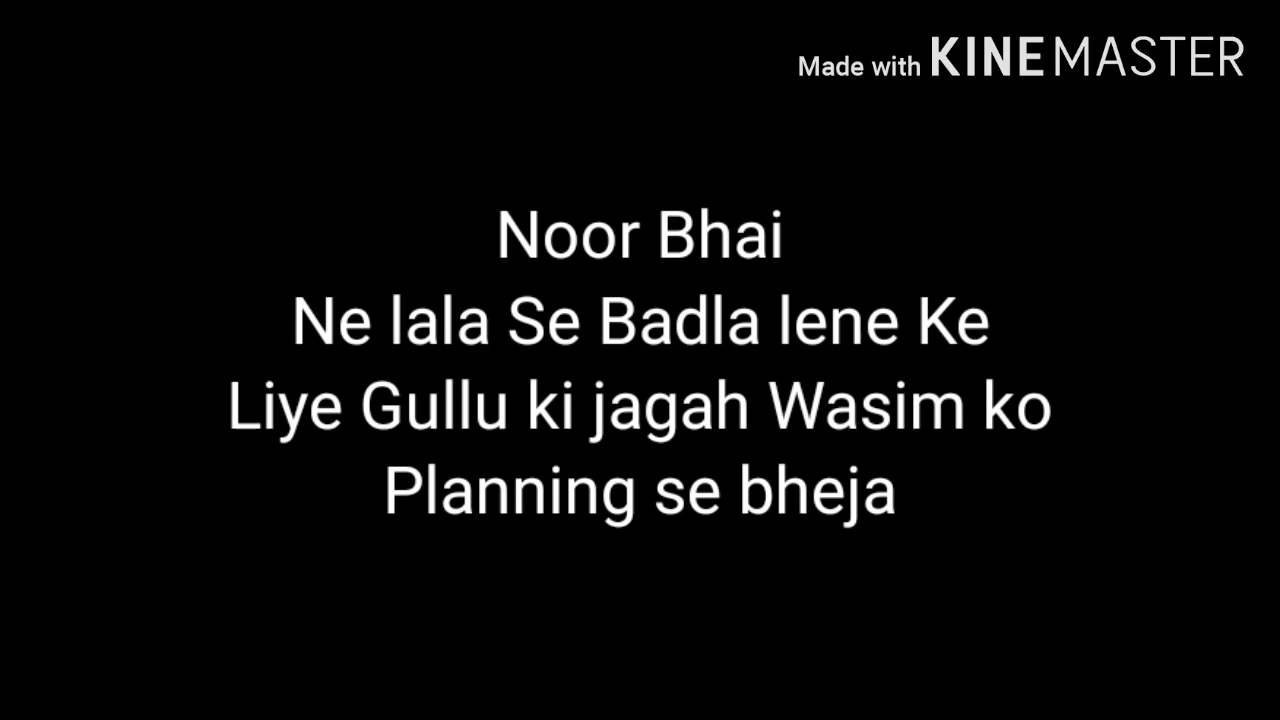 Made with KINEMASTER
Noor Bhai
Ne lala Se Badla lene Ke
Liye Gullu ki jagah Wasim ko
Planning se bheja